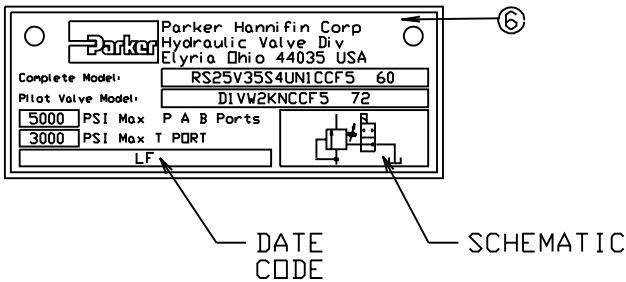 6
Parker
Parker Hannifin Corp
Hydraulic Valve Div
Elyria Ohio 44035 USA
Complete Model: RS25V35S4UN1CCF5 60
Pilot Valve Model: D1VW2KNCCF5 72
5000 PSI Max P A B Ports
3000 PSI Max T PORT
LF
DATE
CODE
SCHEMATIC